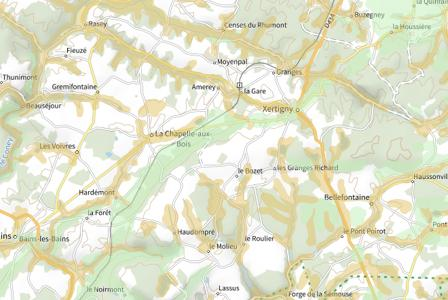 Rasey
Censes du Rhumont
D434
Buzegney
la Houssière
Fieuzé
Moyenpal
Granges
Thunimont
Gremifontaine
Amerey
la Gare
Beauséjour
Xertigny
La Chapelle-aux-
Bois
Les Voivres
le Bozet
les Granges Richard
Hardémont
Bellefontaine
la Forêt
Bains-les-Bains
Haudompré
le Roulier
le Pont Poirot
le Molieu
le Noirmont
Lassus
Forge de la Semouse